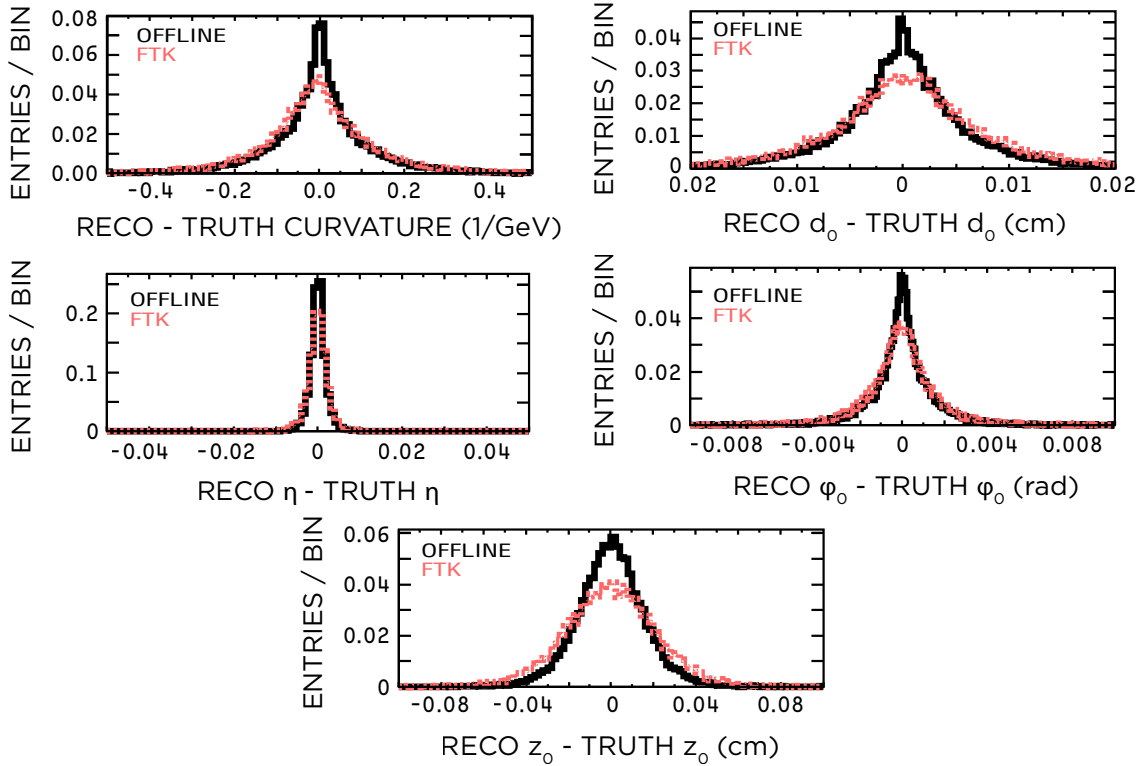 ENTRIES / BIN
OFFLINE
FTK
0.08
0.06
0.04
0.02
0.00
-0.4 -0.2 0.0 0.2 0.4
RECO - TRUTH CURVATURE (1/GeV)
ENTRIES / BIN
OFFLINE
FTK
0.04
0.03
0.02
0.01
0
0.02 0.01 0 0.01 0.02
RECO d₀ - TRUTH d₀ (cm)
ENTRIES / BIN
OFFLINE
FTK
0.2
0.1
0
-0.04 -0.02 0 0.02 0.04
RECO η - TRUTH η
ENTRIES / BIN
OFFLINE
FTK
0.04
0.02
0
-0.008 -0.004 0 0.004 0.008
RECO φ₀ - TRUTH φ₀ (rad)
ENTRIES / BIN
OFFLINE
FTK
0.06
0.04
0.02
0
-0.08 -0.04 0 0.04 0.08
RECO z₀ - TRUTH z₀ (cm)